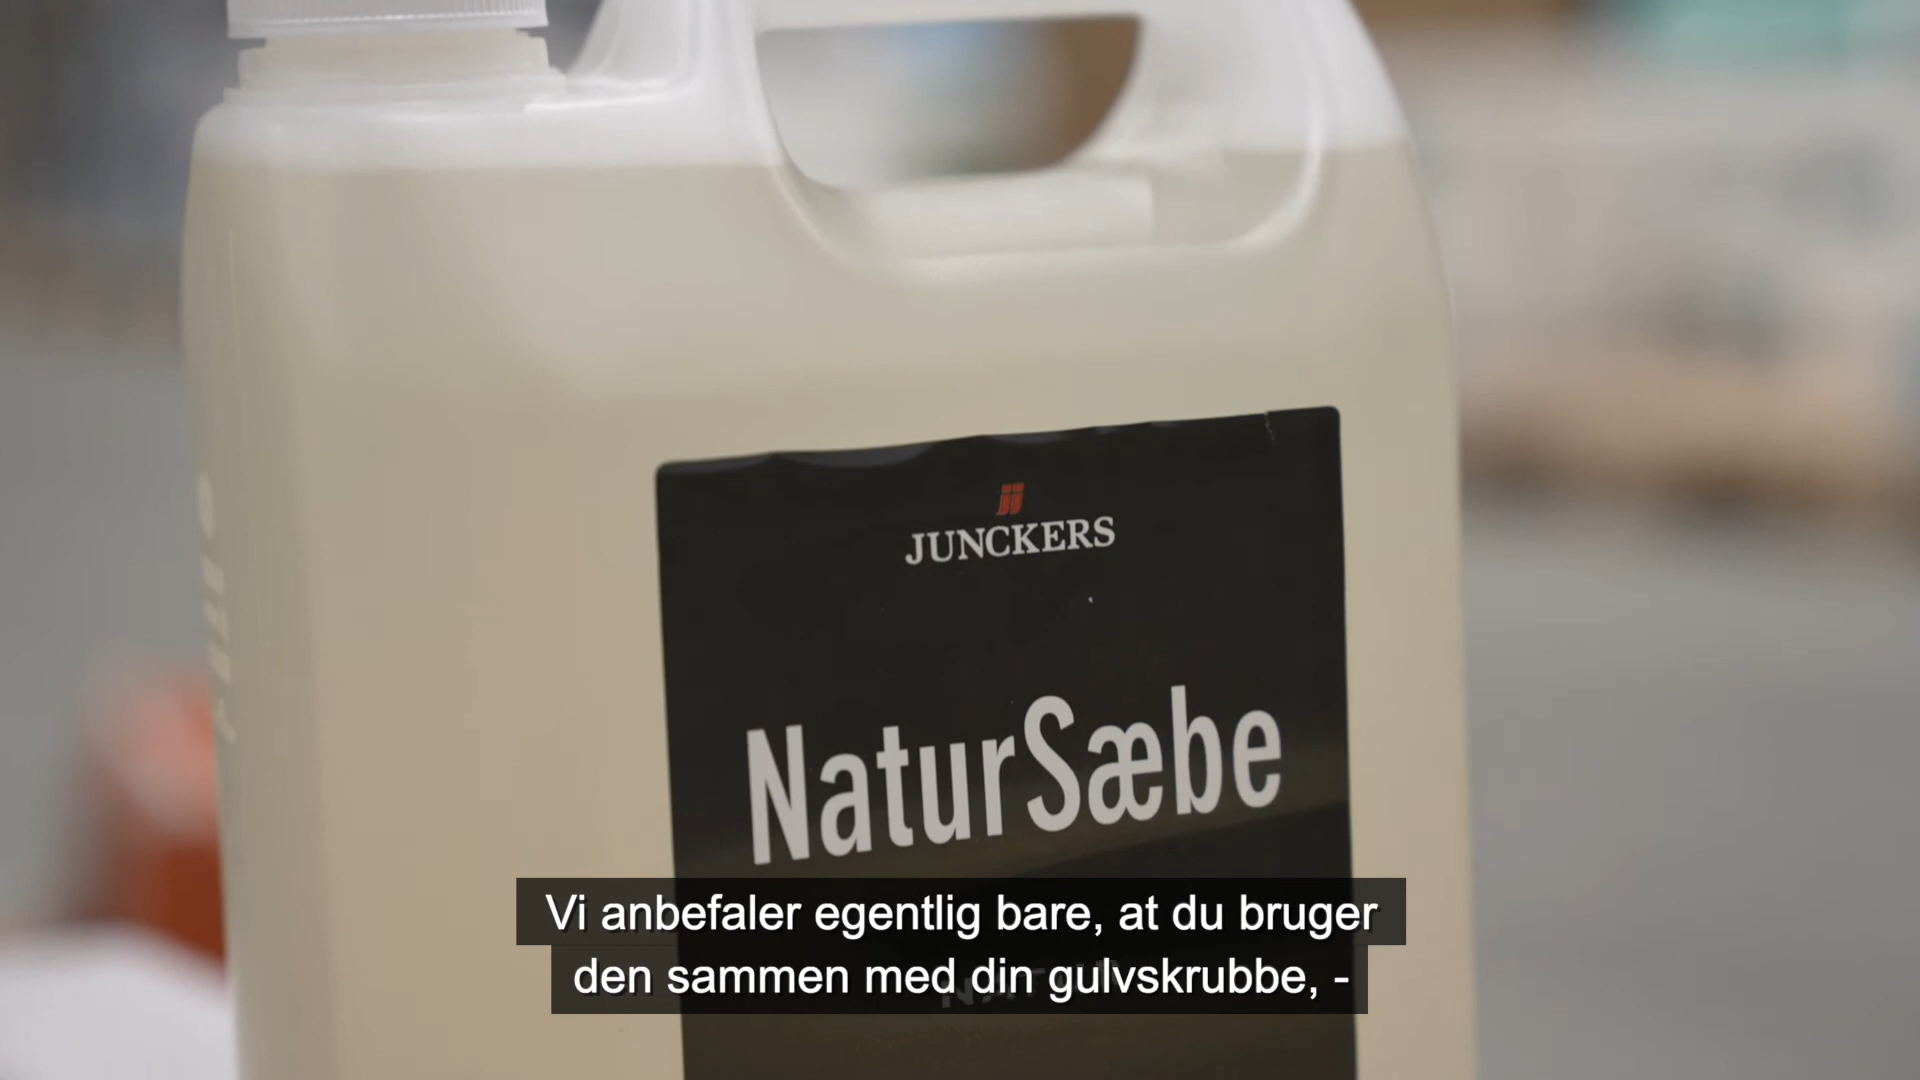 JUNCKERS
NaturSæbe
Vi anbefaler egentlig bare, at du bruger
den sammen med din gulvskrubbe, -